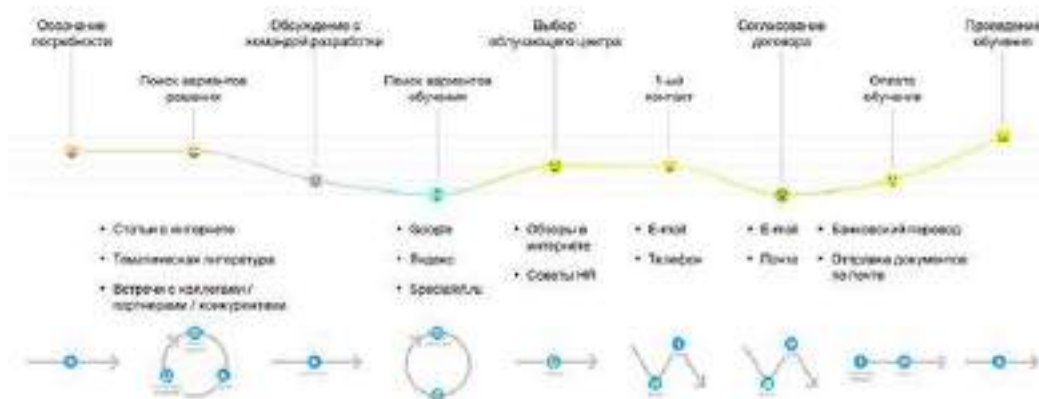 Осознание
потребности
Обсуждение с
командой разработки
Выбор
обучающего центра
Согласование
договора
Проведение
обучения
Поиск вариантов
решения
Поиск вариантов
обучения
1-ый
контакт
Оплата
обучения
• Статьи в интернете
• Тематическая литература
• Встречи с коллегами /
партнерами / конкурентами
• Google
• Яндекс
• Specialist.ru
• Обзоры в
интернете
• Советы HR
• E-mail
• Телефон
• E-mail
• Почта
• Банковский перевод
• Отправка документов
по почте